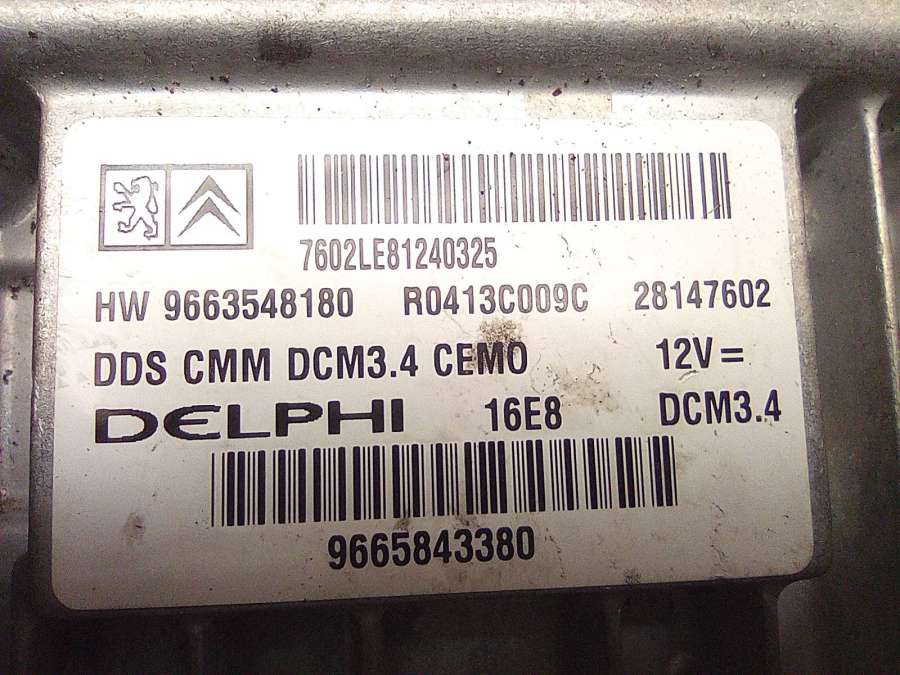 7602LE81240325
HW 9663548180 R0413C009C 28147602
DDS CMM DCM3.4 CEMO 12V=
DELPHI 16E8 DCM3.4
9665843380